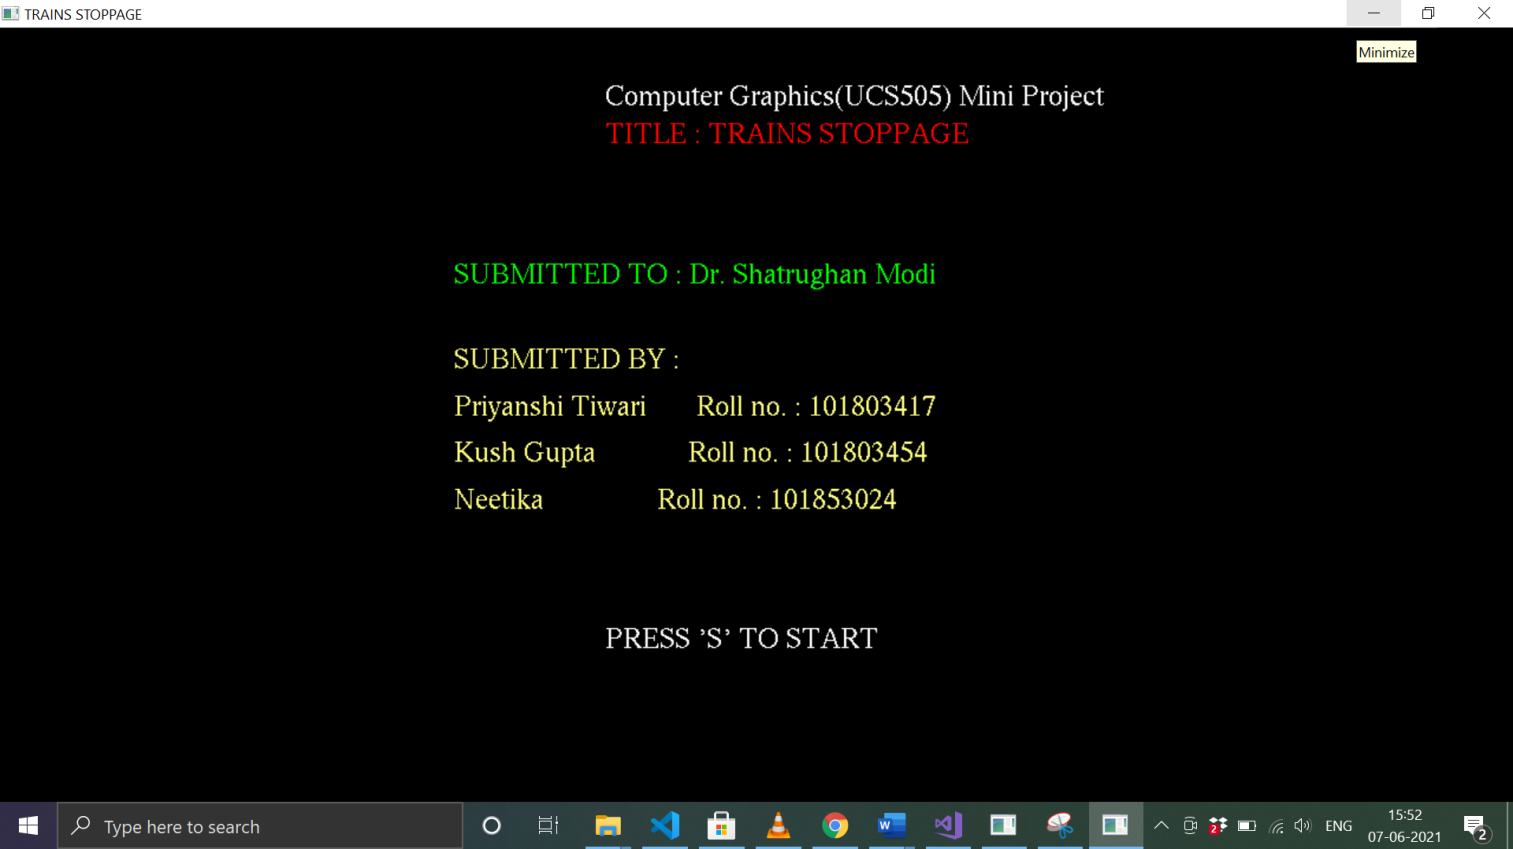 TRAINS STOPPAGE
Minimize
Computer Graphics(UCS505) Mini Project
TITLE : TRAINS STOPPAGE
SUBMITTED TO : Dr. Shatrughan Modi
SUBMITTED BY :
Priyanshi Tiwari Roll no. : 101803417
Kush Gupta Roll no. : 101803454
Neetika Roll no. : 101853024
PRESS 'S' TO START
Type here to search
W
2
ENG
15:52
07-06-2021
2